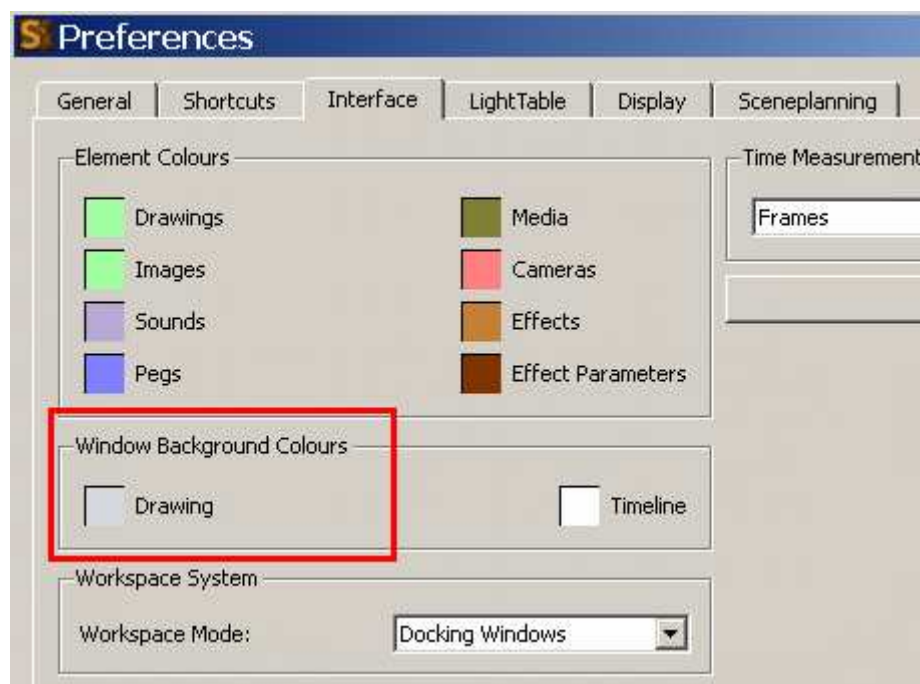 Preferences
General Shortcuts Interface LightTable Display Sceneplanning
Element Colours
Time Measurement
Drawings Media
Frames
Images Cameras
Sounds Effects
Pegs Effect Parameters
Window Background Colours
Drawing Timeline
Workspace System
Workspace Mode: Docking Windows